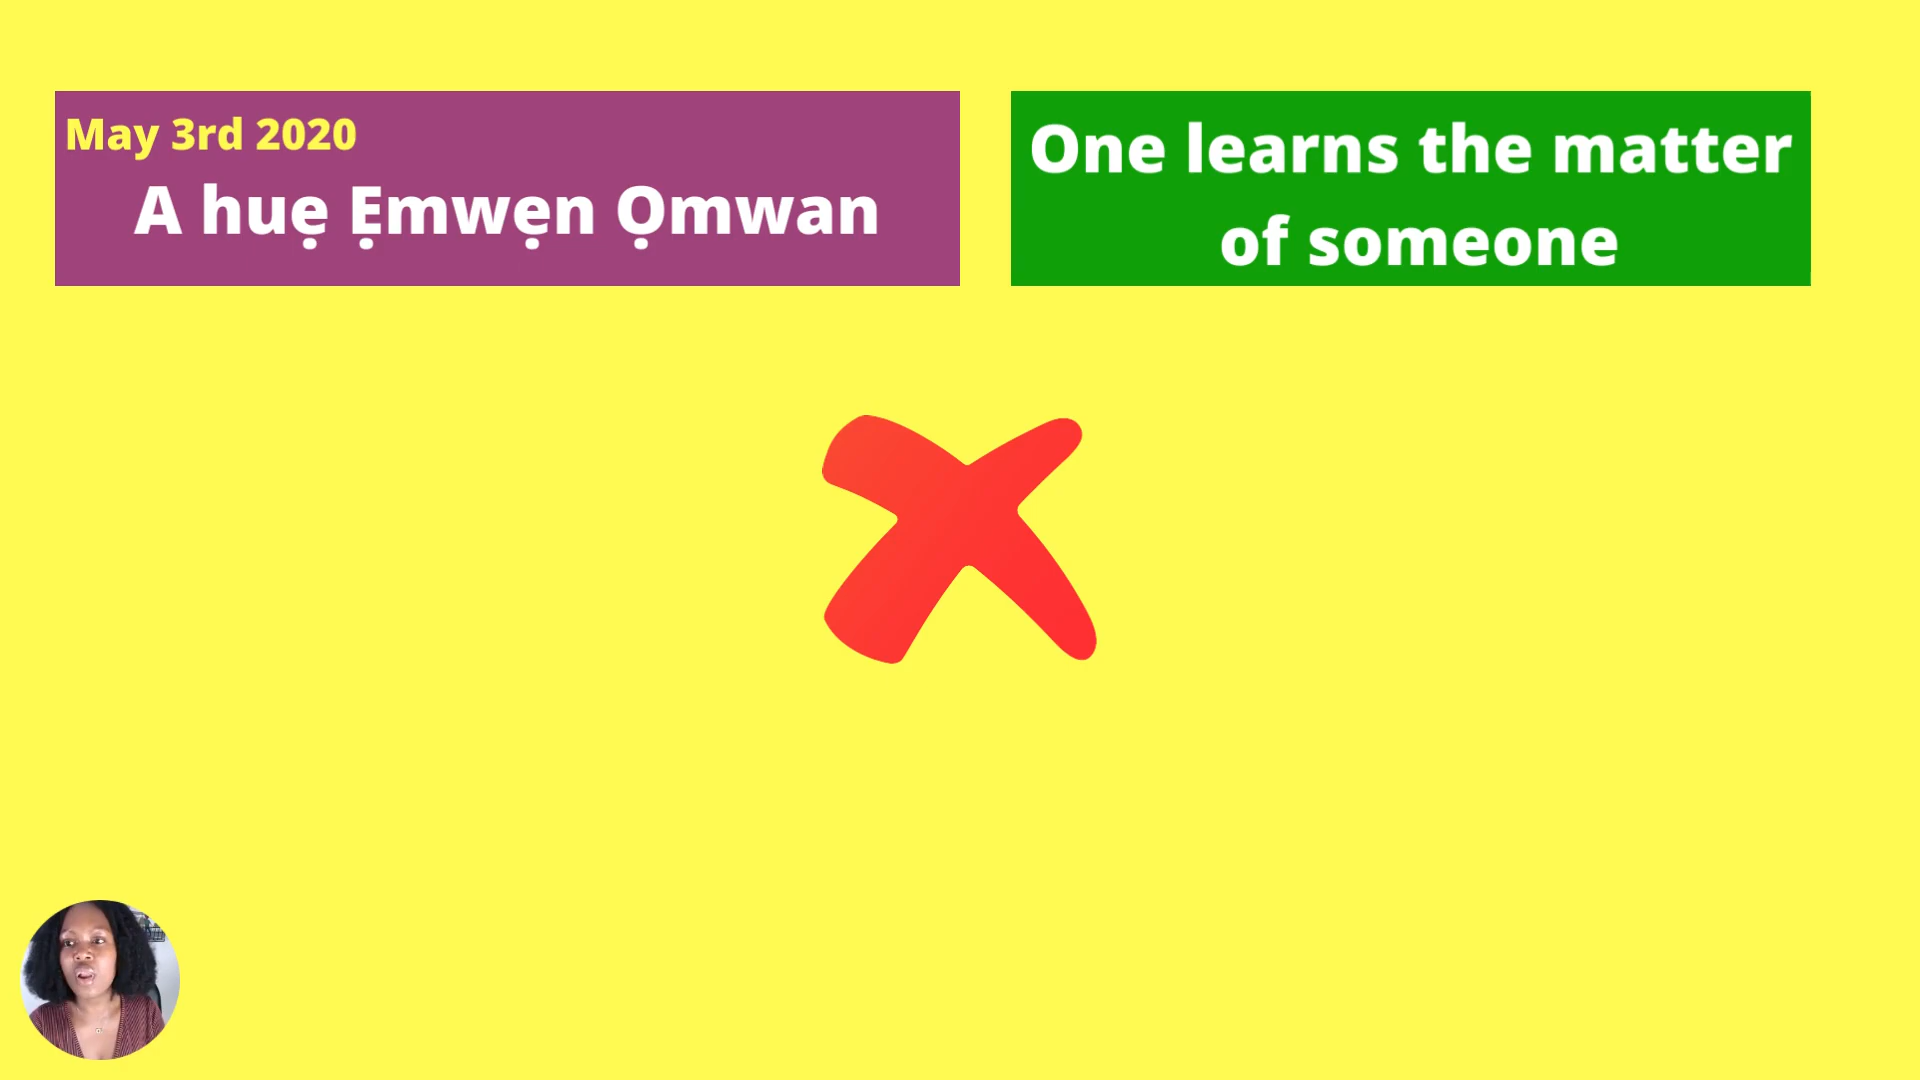 May 3rd 2020
A huẹ Ẹmwẹn Ọmwan
One learns the matter
of someone